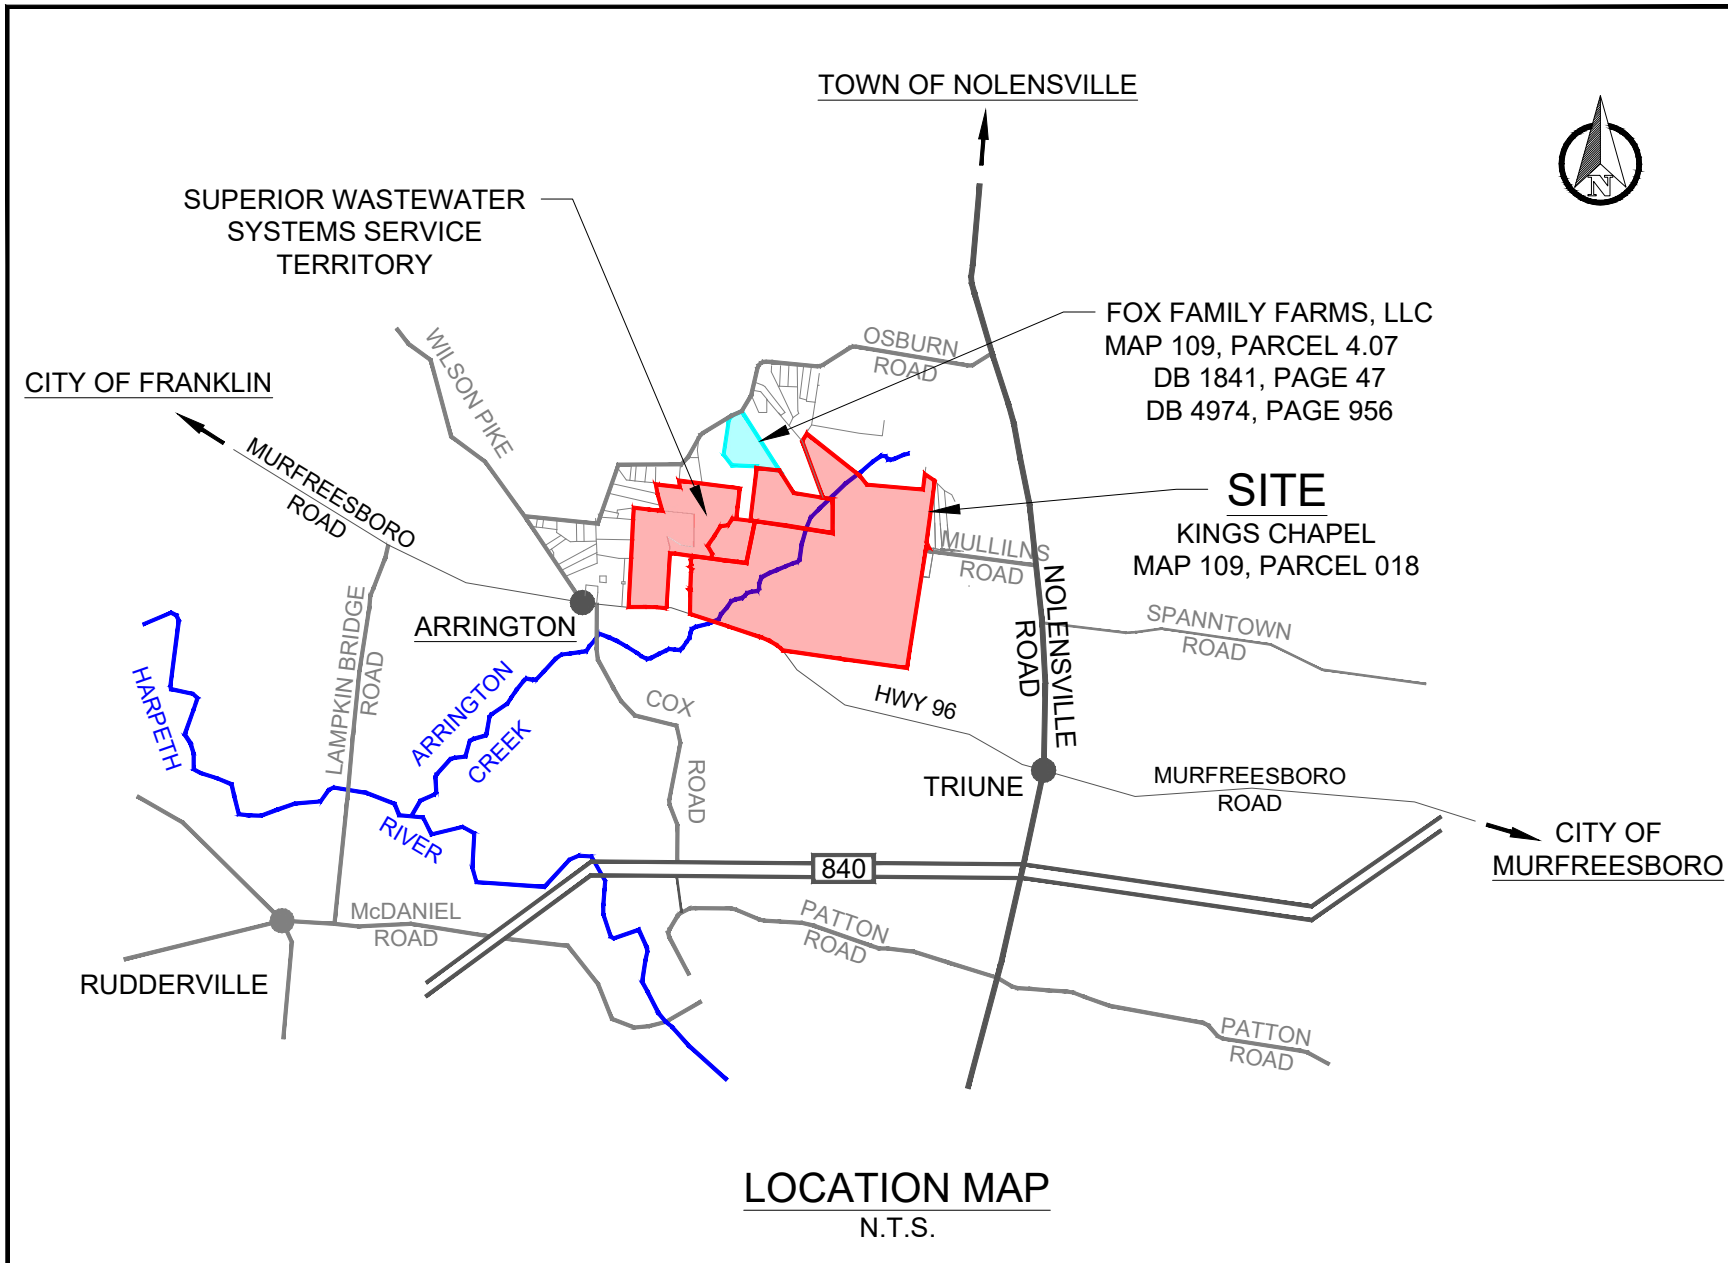 TOWN OF NOLENSVILLE
N
SUPERIOR WASTEWATER
SYSTEMS SERVICE
TERRITORY
FOX FAMILY FARMS, LLC
MAP 109, PARCEL 4.07
DB 1841, PAGE 47
DB 4974, PAGE 956
OSBURN
ROAD
WILSON PIKE
CITY OF FRANKLIN
MURFREESBORO
ROAD
SITE
KINGS CHAPEL
MAP 109, PARCEL 018
MULLILNS
ROAD
NOLENSVILLE
ROAD
SPANNTOWN
ROAD
ARRINGTON
LAMPKIN BRIDGE
ROAD
HARPETH
RIVER
ARRINGTON
CREEK
COX
ROAD
HWY 96
TRIUNE
MURFREESBORO
ROAD
CITY OF
MURFREESBORO
840
McDANIEL
ROAD
RUDDERVILLE
PATTON
ROAD
PATTON
ROAD
LOCATION MAP
N.T.S.